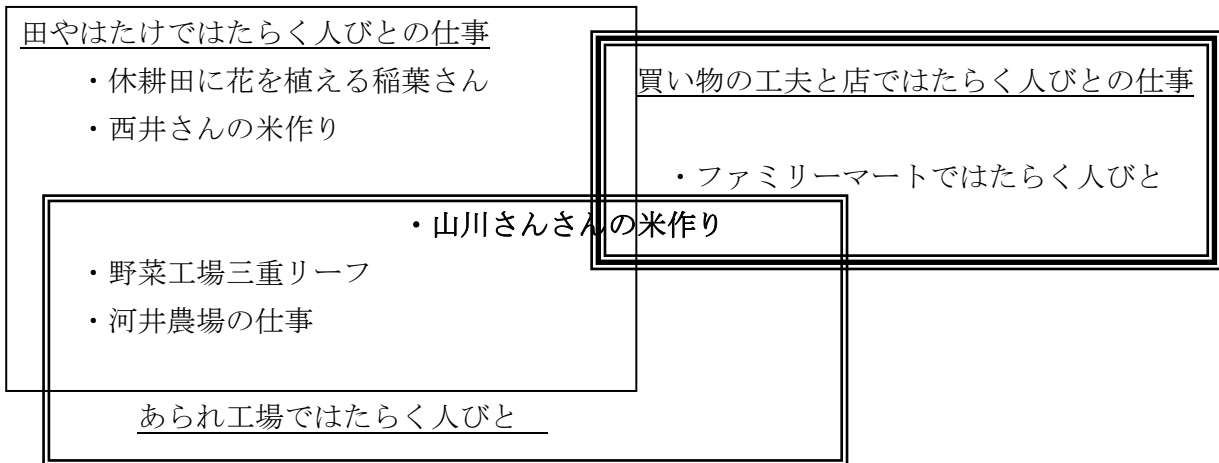 田やはたけではたらく人びとの仕事
・休耕田に花を植える稲葉さん
・西井さんの米作り
買い物の工夫と店ではたらく人びとの仕事
・ファミリーマートではたらく人びと
・山川さんさんの米作り
・野菜工場三重リーフ
・河井農場の仕事
あられ工場ではたらく人びと